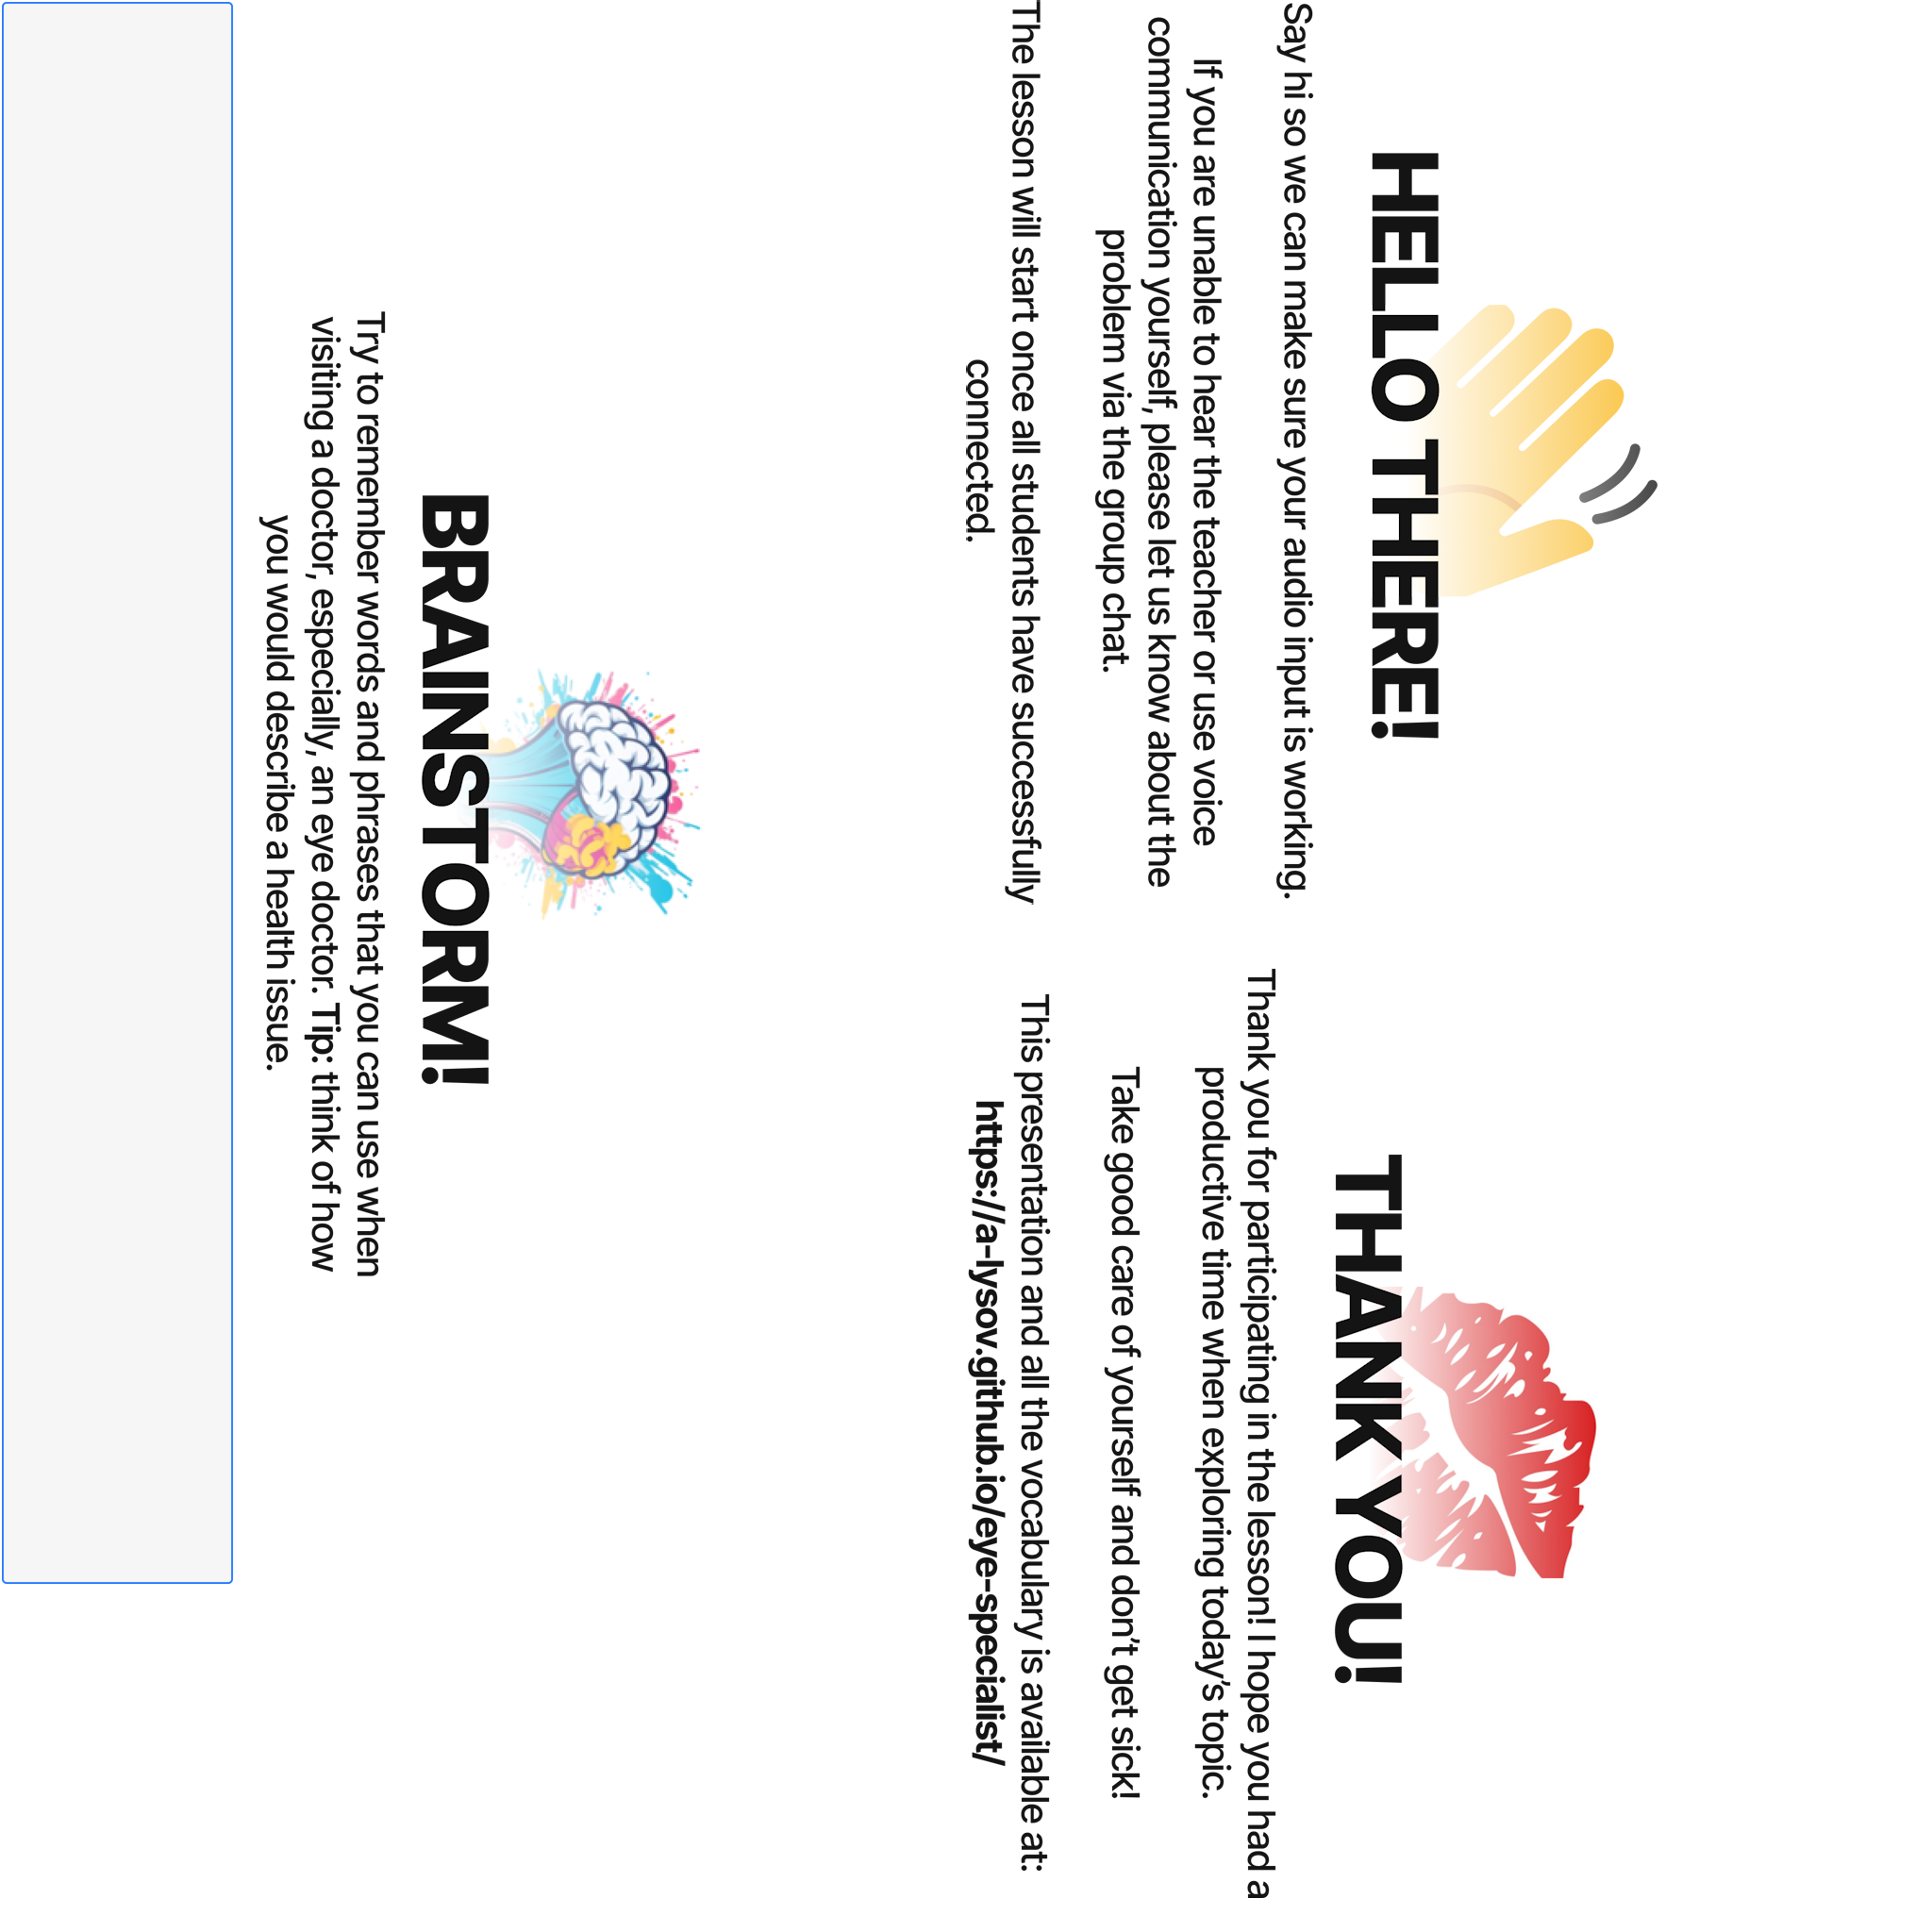 HELLO THERE!
Say hi so we can make sure your audio input is working.
If you are unable to hear the teacher or use voice
communication yourself, please let us know about the
problem via the group chat.
The lesson will start once all students have successfully
connected.
THANK YOU!
Thank you for participating in the lesson! I hope you had a
productive time when exploring today’s topic.
Take good care of yourself and don’t get sick!
This presentation and all the vocabulary is available at:
https://a-lysov.github.io/eye-specialist/
BRAINSTORM!
Try to remember words and phrases that you can use when
visiting a doctor, especially, an eye doctor. Tip: think of how
you would describe a health issue.